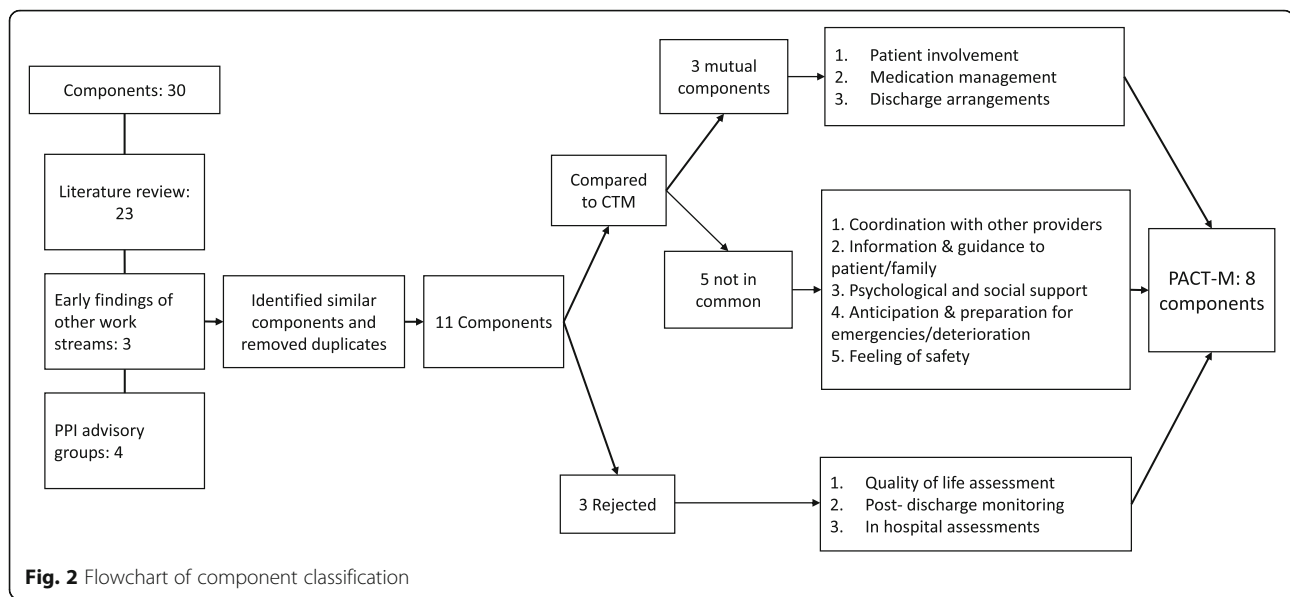 Components: 30
Literature review:
23
Early findings of
other work
streams: 3
PPI advisory
groups: 4
Identified similar
components and
removed duplicates
11 Components
Compared
to CTM
3 mutual
components
1. Patient involvement
2. Medication management
3. Discharge arrangements
5 not in
common
1. Coordination with other providers
2. Information & guidance to
patient/family
3. Psychological and social support
4. Anticipation & preparation for
emergencies/deterioration
5. Feeling of safety
3 Rejected
1. Quality of life assessment
2. Post- discharge monitoring
3. In hospital assessments
PACT-M: 8
components
Fig. 2 Flowchart of component classification